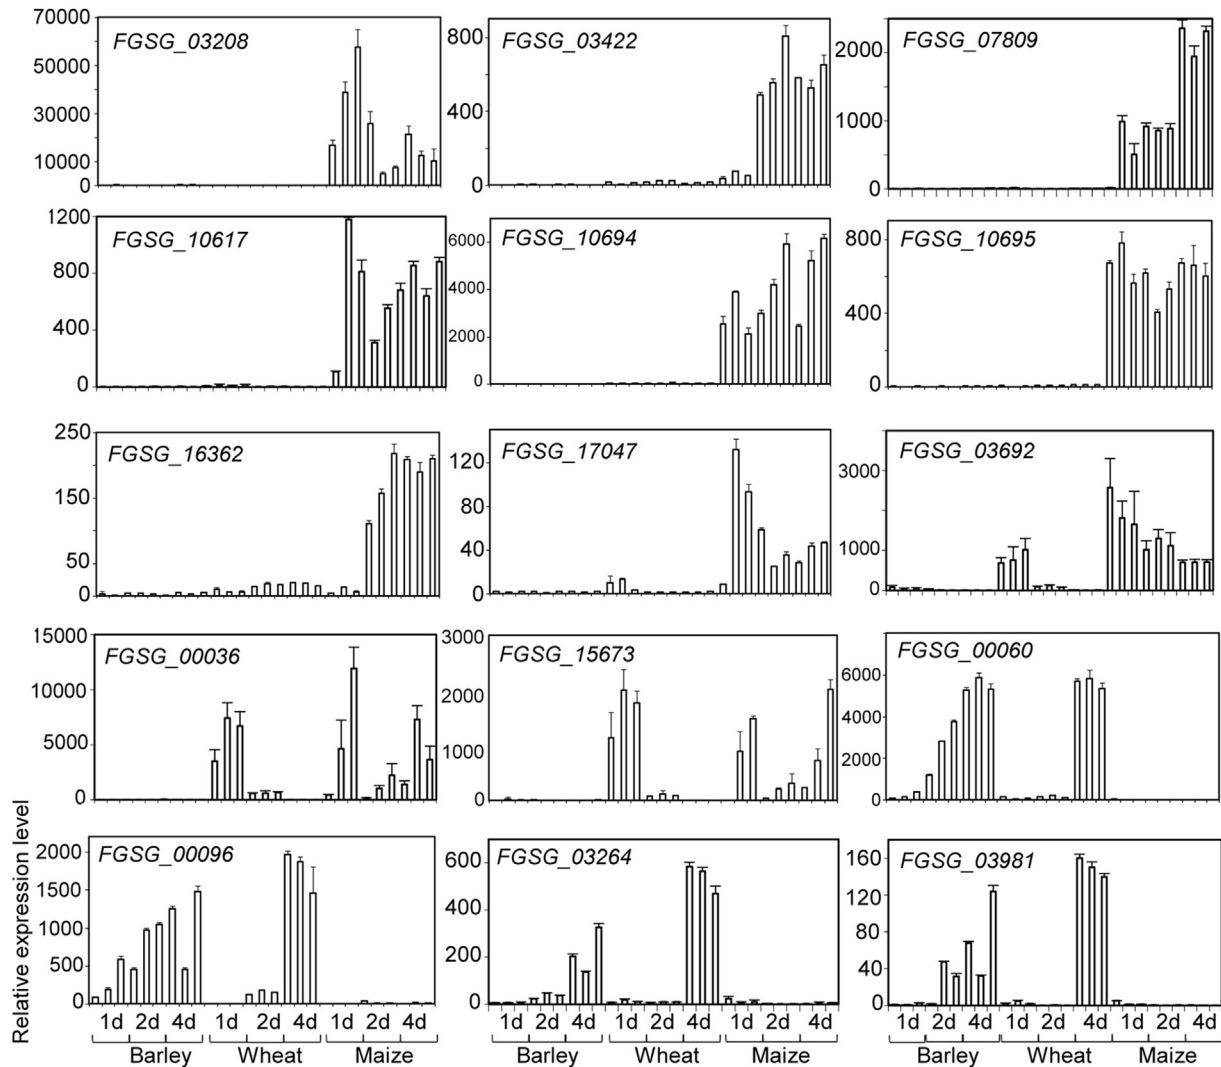 FGSG_03208
70000
60000
50000
40000
30000
20000
10000
0
FGSG_03422
800
400
0
FGSG_07809
2000
1000
0
FGSG_10617
1200
800
400
0
FGSG_10694
6000
4000
2000
0
FGSG_10695
800
400
0
FGSG_16362
250
150
50
0
FGSG_17047
120
80
40
0
FGSG_03692
3000
1000
0
FGSG_00036
15000
10000
5000
0
FGSG_15673
3000
2000
1000
0
FGSG_00060
6000
4000
2000
0
FGSG_00096
2000
1500
1000
500
0
FGSG_03264
600
400
200
0
FGSG_03981
160
120
80
40
0
Relative expression level
1d 2d 4d 1d 2d 4d 1d 2d 4d
Barley Wheat Maize
1d 2d 4d 1d 2d 4d 1d 2d 4d
Barley Wheat Maize
1d 2d 4d 1d 2d 4d 1d 2d 4d
Barley Wheat Maize